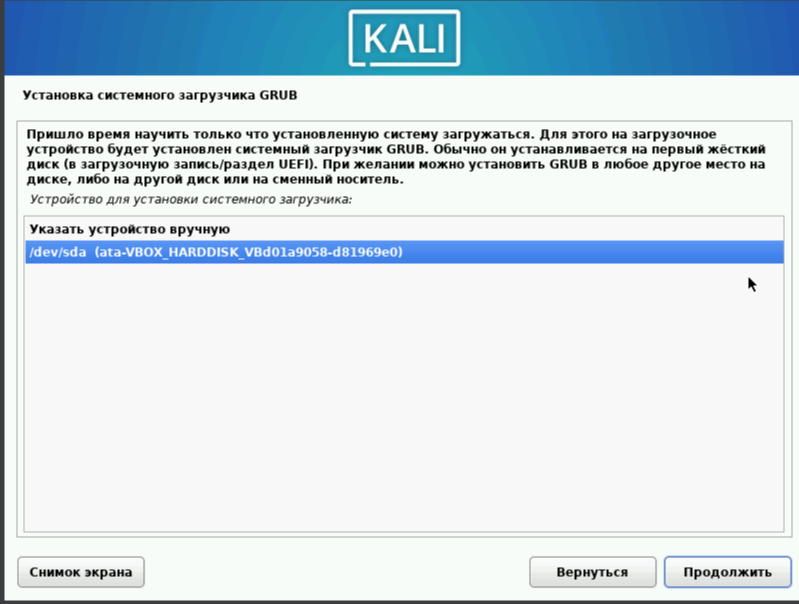 KALI
Установка системного загрузчика GRUB
Пришло время научить только что установленную систему загружаться. Для этого на загрузочное
устройство будет установлен системный загрузчик GRUB. Обычно он устанавливается на первый жёсткий
диск (в загрузочную запись/раздел UEFI). При желании можно установить GRUB в любое другое место на
диске, либо на другой диск или на сменный носитель.
Устройство для установки системного загрузчика:
Указать устройство вручную
/dev/sda (ata-VBOX_HARDDISK_VBd01a9058-d81969e0)
Снимок экрана
Вернуться
Продолжить